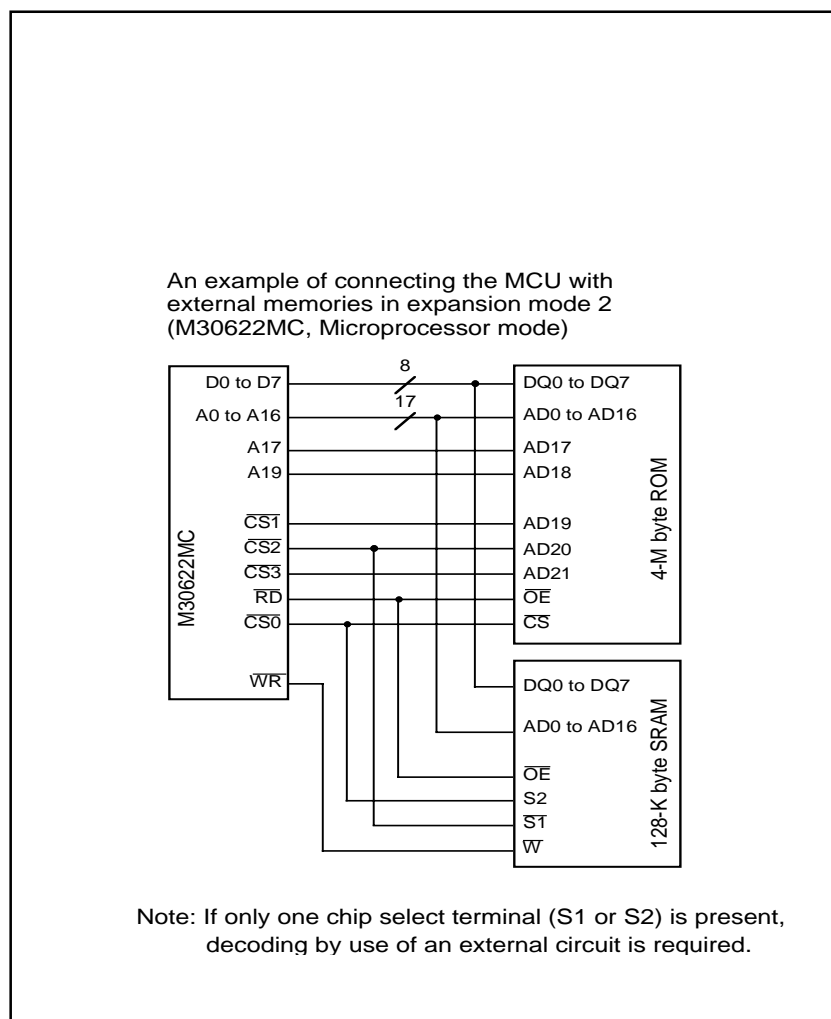 An example of connecting the MCU with
external memories in expansion mode 2
(M30622MC, Microprocessor mode)
8
D0 to D7
DQ0 to DQ7
17
A0 to A16
AD0 to AD16
A17
AD17
A19
AD18
CS1
AD19
CS2
AD20
CS3
AD21
RD
OE
CS0
CS
WR
M30622MC
4-M byte ROM
DQ0 to DQ7
AD0 to AD16
OE
S2
S1
W
128-K byte SRAM
Note: If only one chip select terminal (S1 or S2) is present,
decoding by use of an external circuit is required.